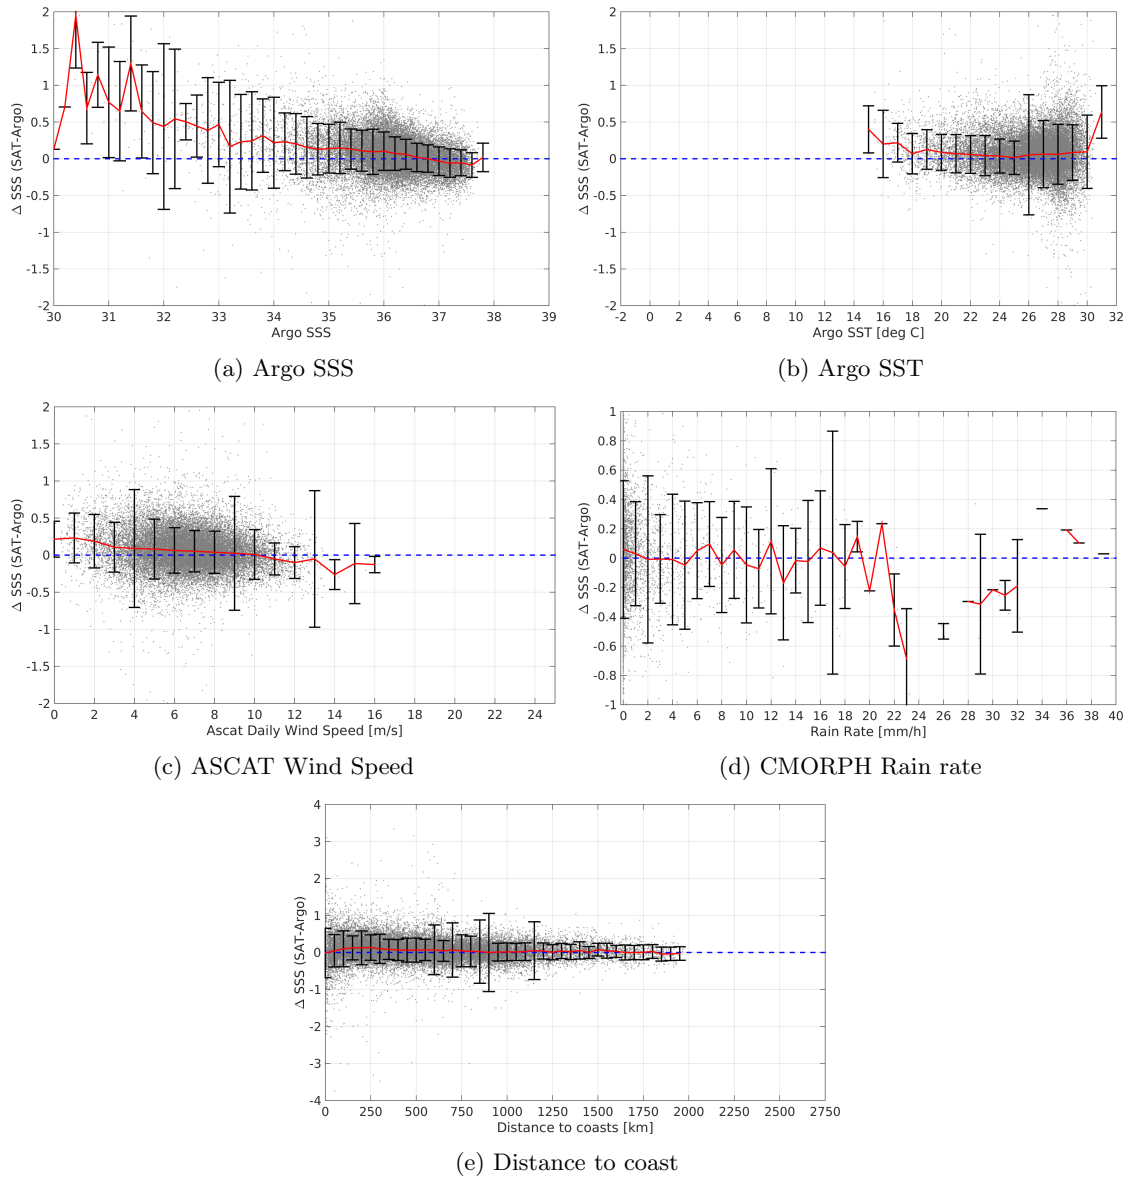 2
1.5
1
0.5
0
-0.5
-1
-1.5
-2
Δ SSS (SAT-Argo)
30 31 32 33 34 35 36 37 38 39
Argo SSS
(a) Argo SSS
2
1.5
1
0.5
0
-0.5
-1
-1.5
-2
Δ SSS (SAT-Argo)
-2 0 2 4 6 8 10 12 14 16 18 20 22 24 26 28 30 32
Argo SST [deg C]
(b) Argo SST
2
1.5
1
0.5
0
-0.5
-1
-1.5
-2
Δ SSS (SAT-Argo)
0 2 4 6 8 10 12 14 16 18 20 22 24
Ascat Daily Wind Speed [m/s]
(c) ASCAT Wind Speed
1
0.8
0.6
0.4
0.2
0
-0.2
-0.4
-0.6
-0.8
-1
Δ SSS (SAT-Argo)
0 2 4 6 8 10 12 14 16 18 20 22 24 26 28 30 32 34 36 38 40
Rain Rate [mm/h]
(d) CMORPH Rain rate
4
3
2
1
0
-1
-2
-3
-4
Δ SSS (SAT-Argo)
0 250 500 750 1000 1250 1500 1750 2000 2250 2500 2750
Distance to coasts [km]
(e) Distance to coast